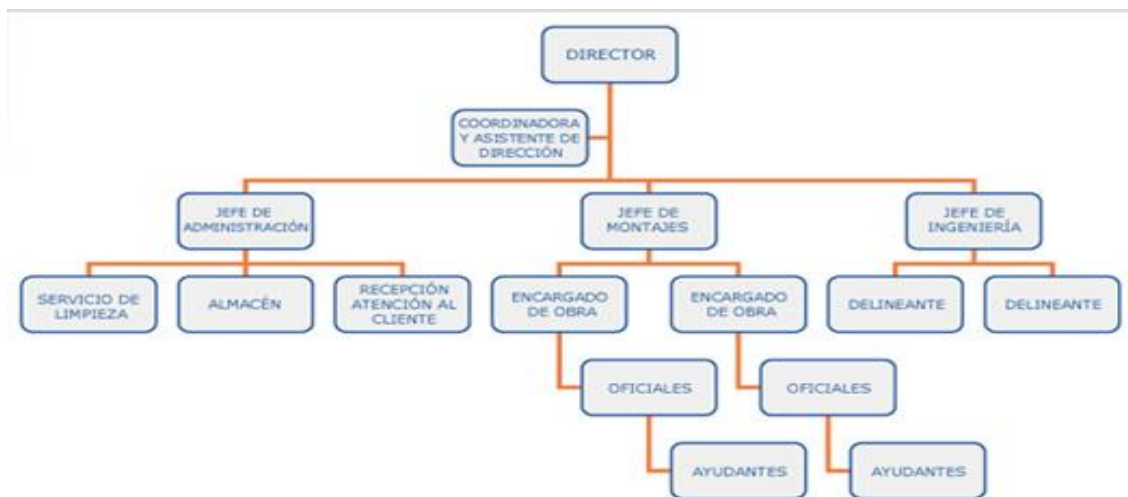 DIRECTOR
COORDINADORA
Y ASISTENTE DE
DIRECCIÓN
JEFE DE
ADMINISTRACIÓN
JEFE DE
MONTAJES
JEFE DE
INGENIERÍA
SERVICIO DE
LIMPIEZA
ALMACÉN
RECEPCIÓN
ATENCIÓN AL
CLIENTE
ENCARGADO
DE OBRA
ENCARGADO
DE OBRA
DELINEANTE
DELINEANTE
OFICIALES
OFICIALES
AYUDANTES
AYUDANTES